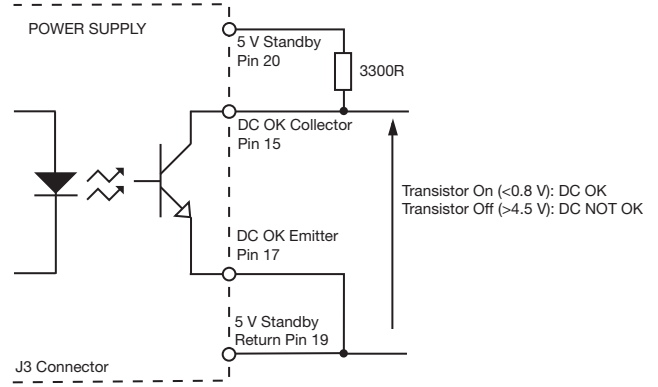 POWER SUPPLY
5 V Standby
Pin 20
3300R
DC OK Collector
Pin 15
Transistor On (<0.8 V): DC OK
Transistor Off (>4.5 V): DC NOT OK
DC OK Emitter
Pin 17
5 V Standby
Return Pin 19
J3 Connector